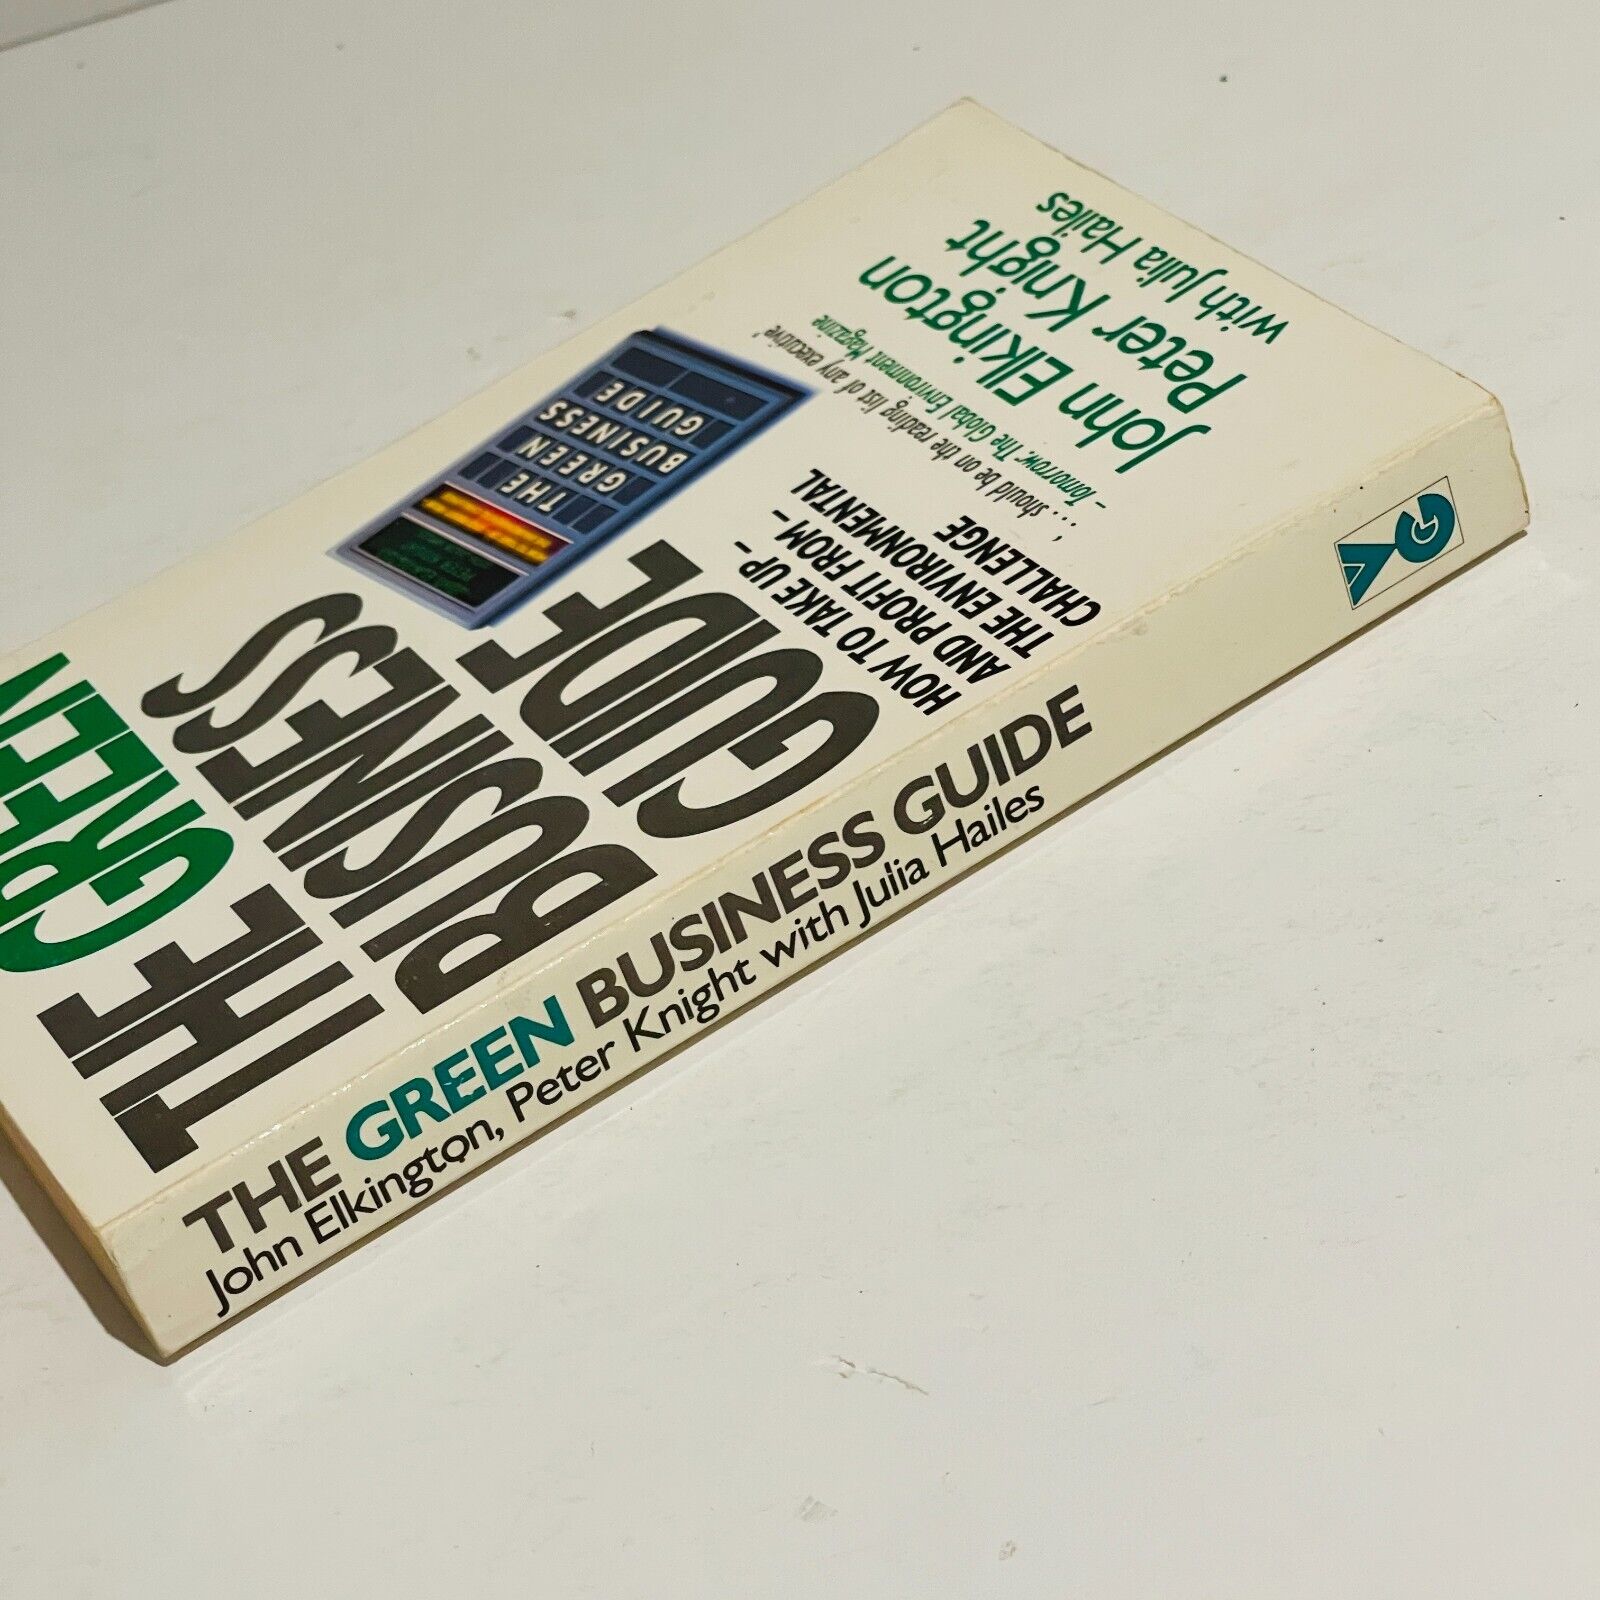 THE
GREEN
BUSINESS
GUIDE
THE
GREEN
BUSINESS
GUIDE
HOW TO TAKE UP –
AND PROFIT FROM –
THE ENVIRONMENTAL
CHALLENGE
'. . . should be on the reading list of any executive'
–Tomorrow: The Global Environment Magazine
John Elkington
Peter Knight
with Julia Hailes
THE GREEN BUSINESS GUIDE
John Elkington, Peter Knight with Julia Hailes
VG